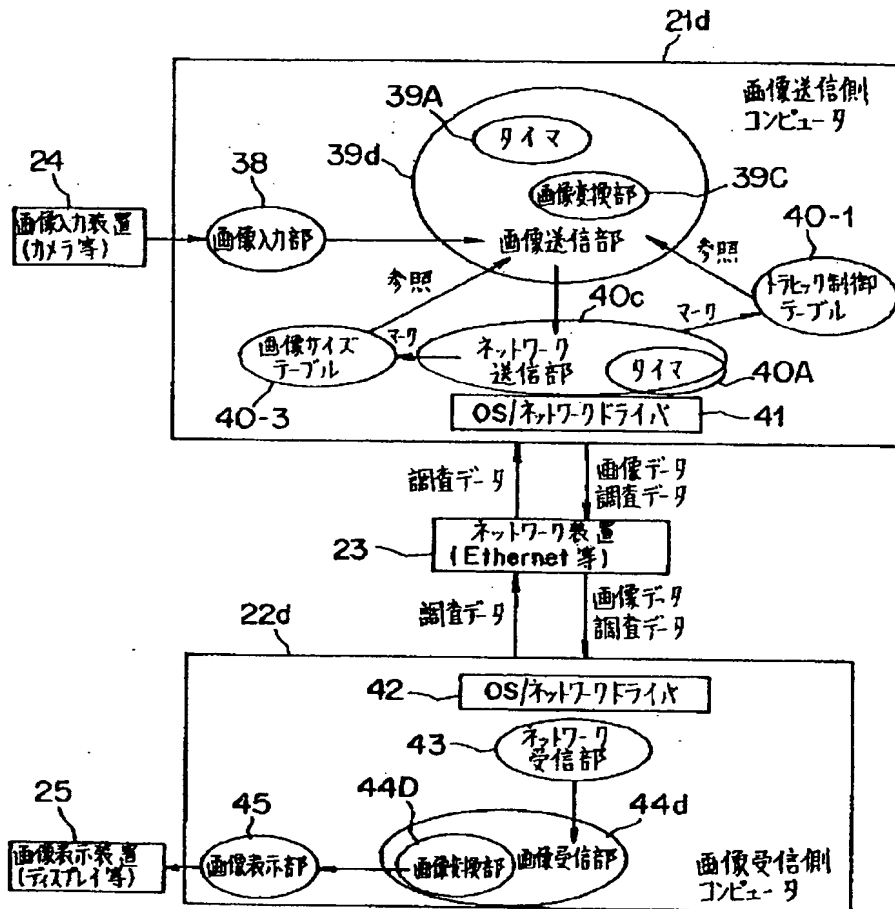 21d
画像送信側
コンピュータ
39A
タイマ
39d
24
38
画像変換部
39C
画像入力装置
(カメラ等)
画像入力部
画像送信部
40-1
参照
参照
トラヒック制御
テーブル
40c
マーク
画像サイズ
テーブル
マーク
ネットワーク
送信部
タイマ
40A
40-3
OS/ネットワークドライバ
41
調査データ
画像データ
調査データ
23
ネットワーク装置
(Ethernet等)
調査データ
画像データ
調査データ
22d
42
OS/ネットワークドライバ
43
ネットワーク
受信部
25
45
44D
44d
画像表示装置
(ディスプレイ等)
画像表示部
画像変換部
画像受信部
画像受信側
コンピュータ